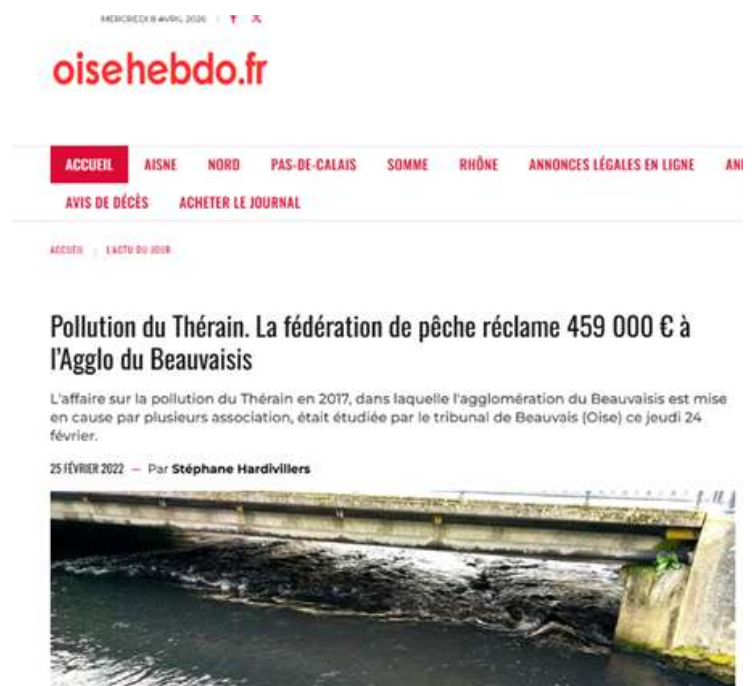 MERCREDI 8 AVRIL 2026
oisehebdo.fr
ACCUEIL AISNE NORD PAS-DE-CALAIS SOMME RHÔNE ANNONCES LÉGALES EN LIGNE
AVIS DE DÉCÈS ACHETER LE JOURNAL
ACCUEIL L'ACTU DU JOUR
Pollution du Thérain. La fédération de pêche réclame 459 000 € à
l'Agglo du Beauvaisis
L'affaire sur la pollution du Thérain en 2017, dans laquelle l'agglomération du Beauvaisis est mise
en cause par plusieurs association, était étudiée par le tribunal de Beauvais (Oise) ce jeudi 24
février.
25 FÉVRIER 2022 — Par Stéphane Hardivillers